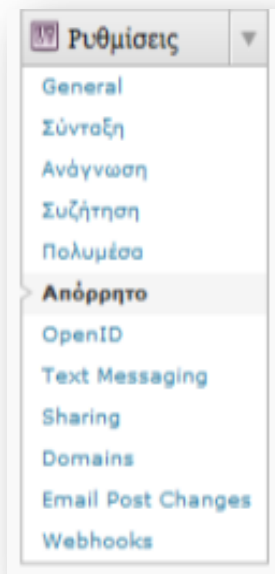 Ρυθμίσεις
General
Σύνταξη
Ανάγνωση
Συζήτηση
Πολυμέσα
Απόρρητο
OpenID
Text Messaging
Sharing
Domains
Email Post Changes
Webhooks